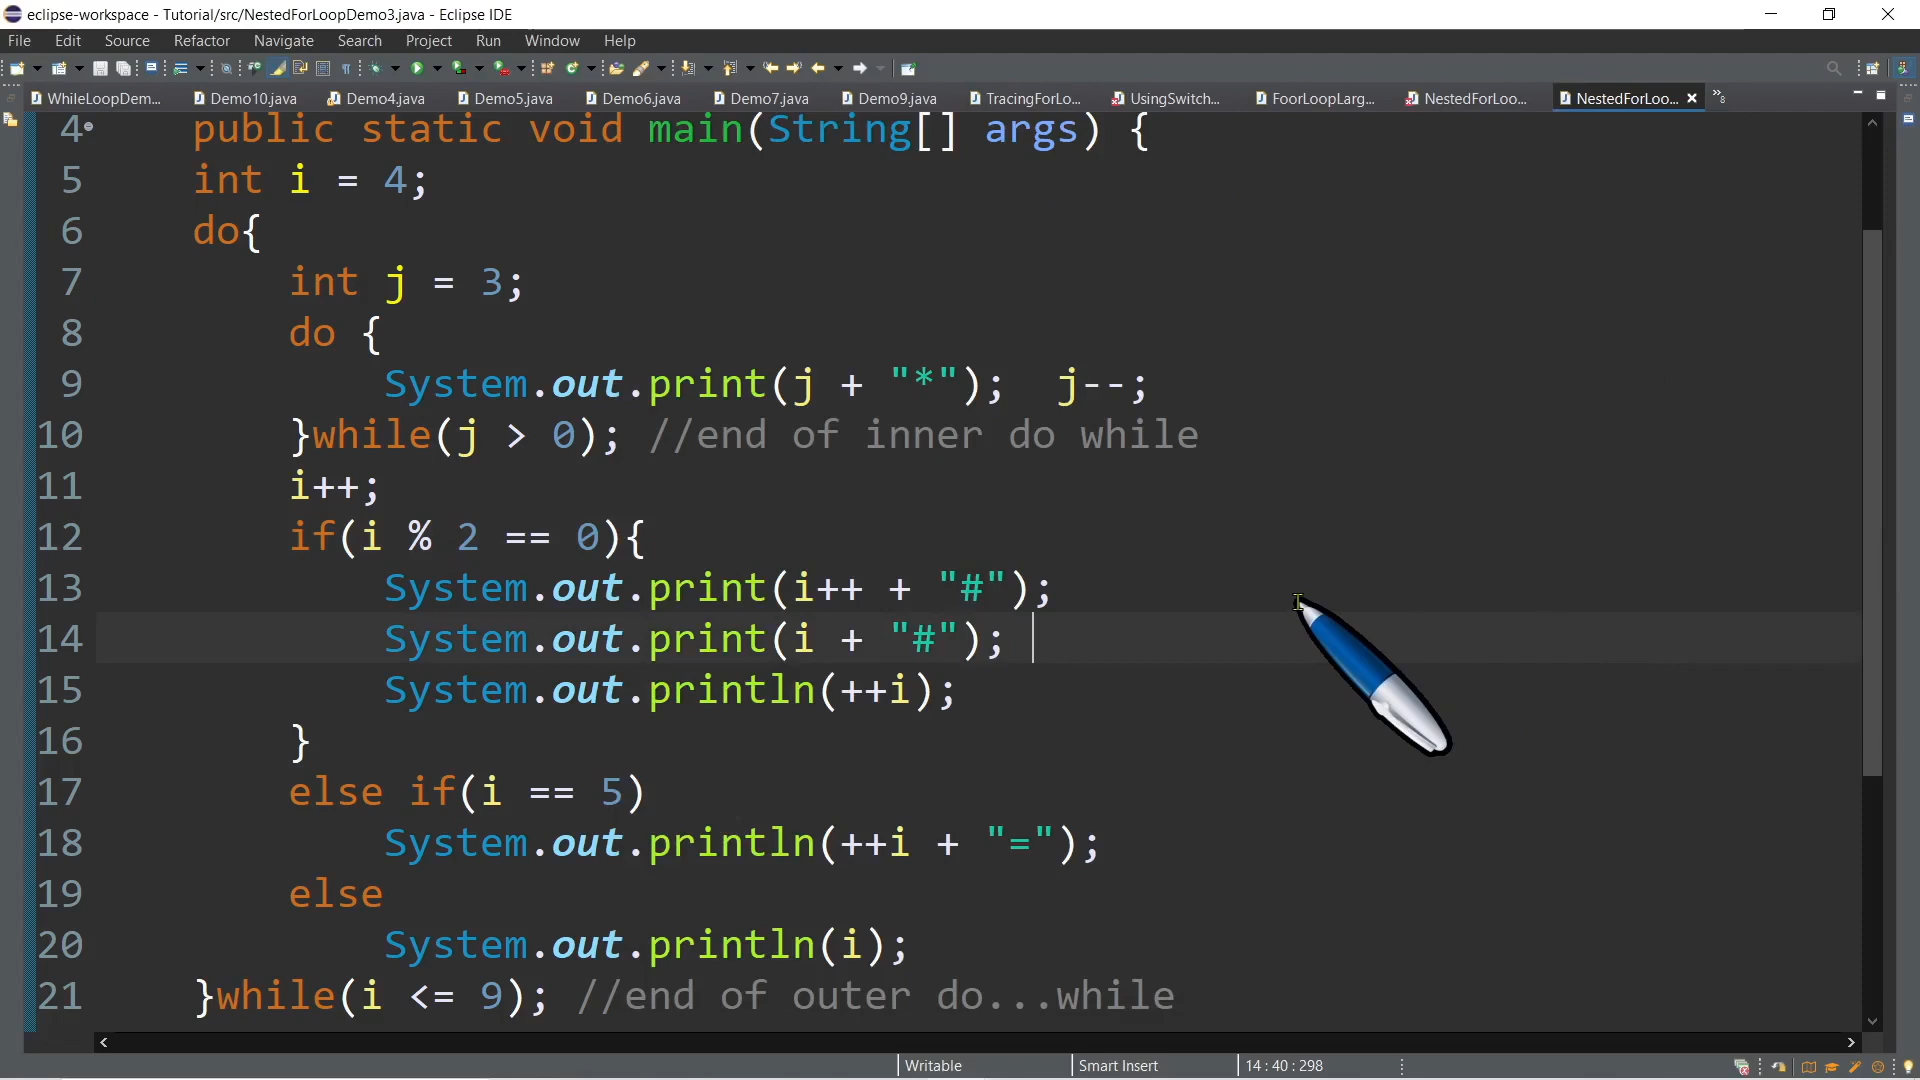 eclipse-workspace - Tutorial/src/NestedForLoopDemo3.java - Eclipse IDE
File Edit Source Refactor Navigate Search Project Run Window Help
WhileLoopDem... Demo10.java Demo4.java Demo5.java Demo6.java Demo7.java Demo9.java TracingForLo... UsingSwitch... FoorLoopLarg... NestedForLoo... NestedForLoo... »8
4 public static void main(String[] args) {
5 int i = 4;
6 do{
7 int j = 3;
8 do {
9 System.out.print(j + "*"); j--;
10 }while(j > 0); //end of inner do while
11 i++;
12 if(i % 2 == 0){
13 System.out.print(i++ + "#");
14 System.out.print(i + "#");
15 System.out.println(++i);
16 }
17 else if(i == 5)
18 System.out.println(++i + "=");
19 else
20 System.out.println(i);
21 }while(i <= 9); //end of outer do...while
Writable Smart Insert 14 : 40 : 298